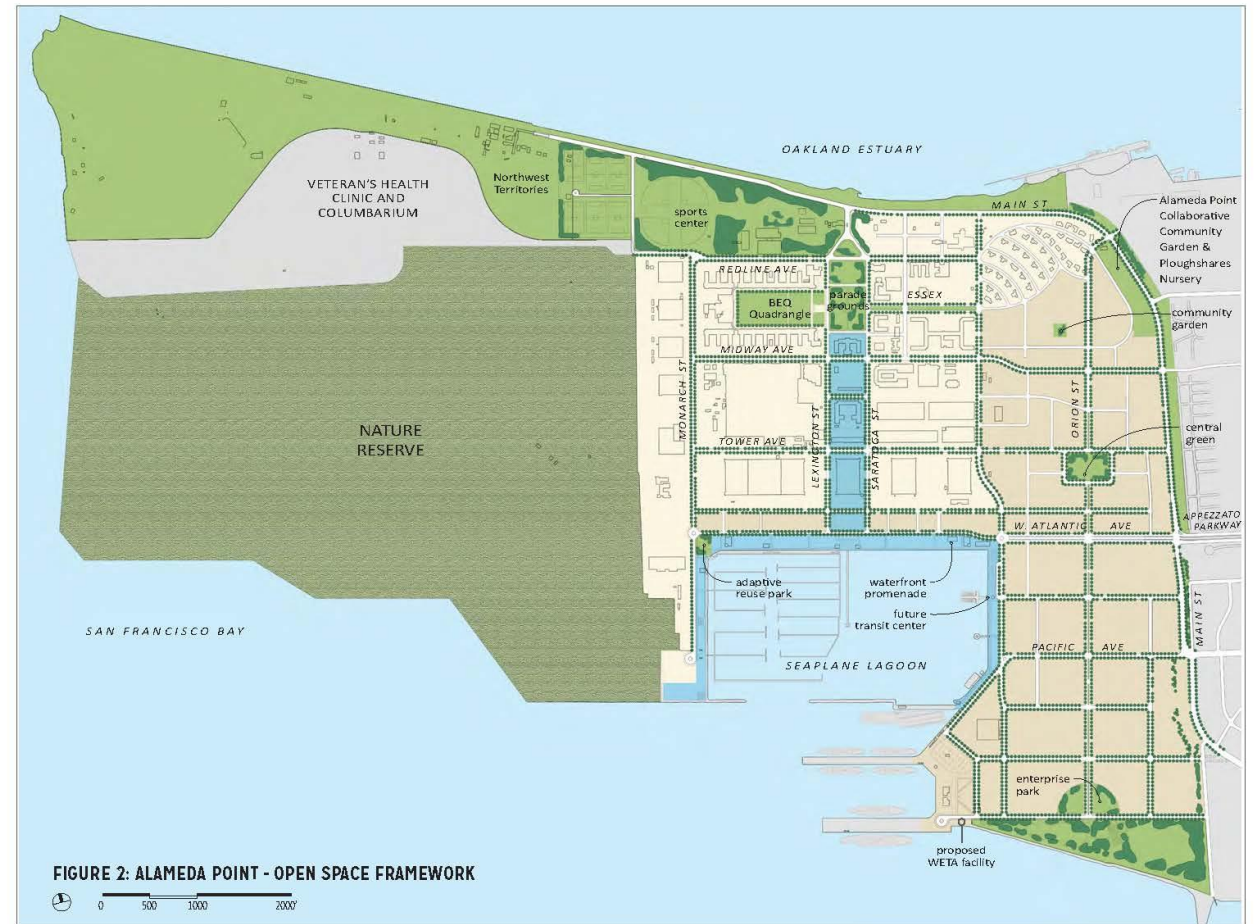 OAKLAND ESTUARY
VETERAN'S HEALTH
CLINIC AND
COLUMBARIUM
Northwest
Territories
sports
center
MAIN ST
Alameda Point
Collaborative
Community
Garden &
Ploughshares
Nursery
REDLINE AVE
BEQ
Quadrangle
parade
grounds
ESSEX
community
garden
MIDWAY AVE
MONARCH ST
NATURE
RESERVE
TOWER AVE
LEXINGTON ST
SARATOGA ST
ORION ST
central
green
W. ATLANTIC AVE
APPEZZATO
PARKWAY
adaptive
reuse park
waterfront
promenade
future
transit center
MAIN ST
SAN FRANCISCO BAY
PACIFIC AVE
SEAPLANE LAGOON
enterprise
park
proposed
WETA facility
FIGURE 2: ALAMEDA POINT - OPEN SPACE FRAMEWORK
0 500 1000 2000'